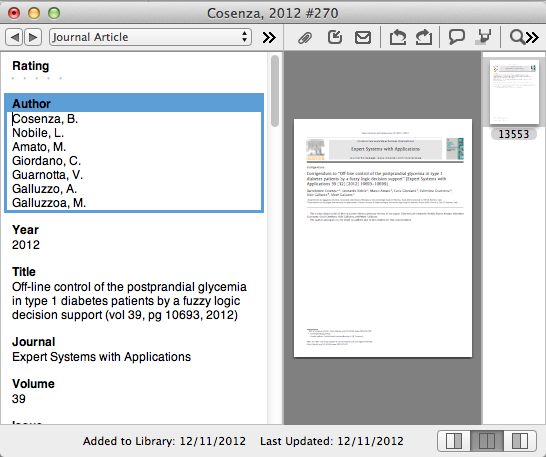 Cosenza, 2012 #270
Journal Article
Rating
Author
Cosenza, B.
Nobile, L.
Amato, M.
Giordano, C.
Guarnotta, V.
Galluzzo, A.
Galluzzoa, M.
Year
2012
Title
Off-line control of the postprandial glycemia
in type 1 diabetes patients by a fuzzy logic
decision support (vol 39, pg 10693, 2012)
Journal
Expert Systems with Applications
Volume
39
Issue
Expert Systems with Applications
Corrigendum to "Off-line control of the postprandial glycemia in type 1
diabetes patients by a fuzzy logic decision support" [Expert Systems with
Applications 39 (12) (2012) 10693–10699]
13553
Added to Library: 12/11/2012 Last Updated: 12/11/2012